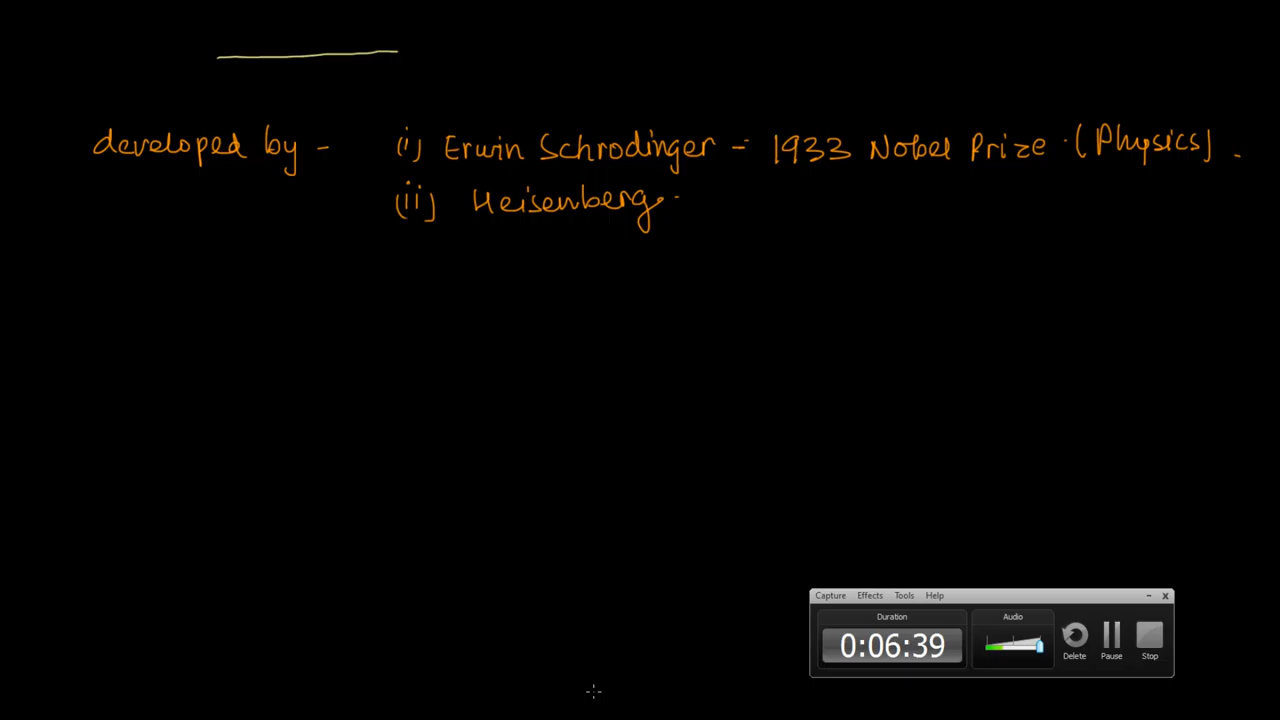 developed by - (i) Erwin Schrodinger - 1933 Nobel Prize. (Physics).
(ii) Heisenberg.
Capture Effects Tools Help
Duration Audio
0:06:39
Delete Pause Stop